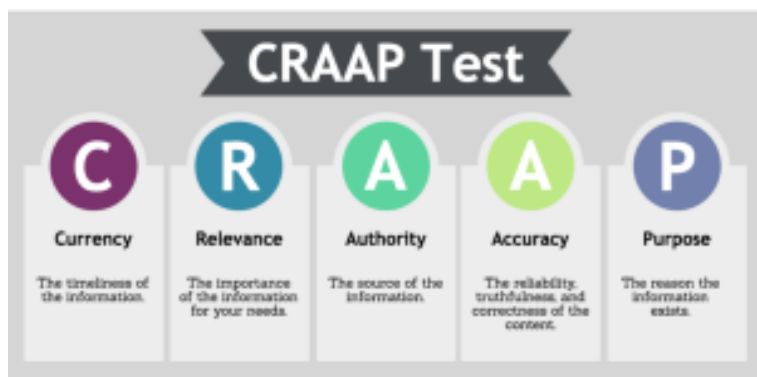 CRAAP Test
C
Currency
The timeliness of
the information.
R
Relevance
The importance
of the information
for your needs.
A
Authority
The source of the
information.
A
Accuracy
The reliability,
truthfulness, and
correctness of the
content.
P
Purpose
The reason the
information
exists.